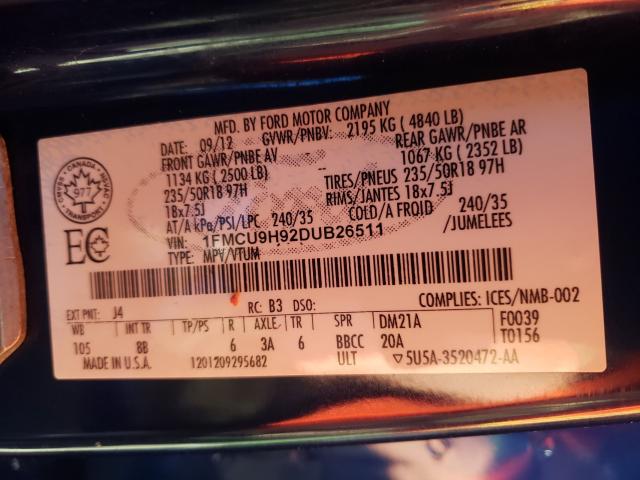 MFD. BY FORD MOTOR COMPANY
DATE: 09/12 GVWR/PNBV: 2195 KG ( 4840 LB)
FRONT GAWR/PNBE AV REAR GAWR/PNBE AR
1134 KG ( 2500 LB) -- 1067 KG ( 2352 LB)
235/50R18 97H TIRES/PNEUS 235/50R18 97H
18x7.5J RIMS/JANTES 18x7.5J
AT/A kPa/PSI/LPC 240/35 COLD/A FROID 240/35
VIN: 1FMCU9H92DUB26511 /JUMELEES
TYPE: MPV/VTUM
CANADA
MVAC
TRANSPORT
977
EC
EXT PNT: J4 RC: B3 DSO: COMPLIES: ICES/NMB-002
WB INT TR TP/PS R AXLE TR SPR DM21A F0039
105 8B 6 3A 6 BBCC 20A T0156
MADE IN U.S.A. 1201209295682 ULT ▽5U5A-3520472-AA